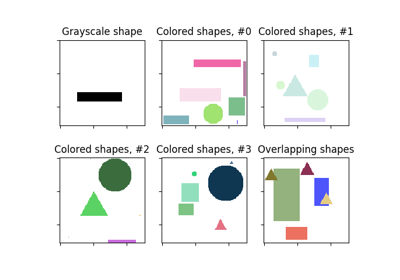 Grayscale shape
Colored shapes, #0
Colored shapes, #1
Colored shapes, #2
Colored shapes, #3
Overlapping shapes